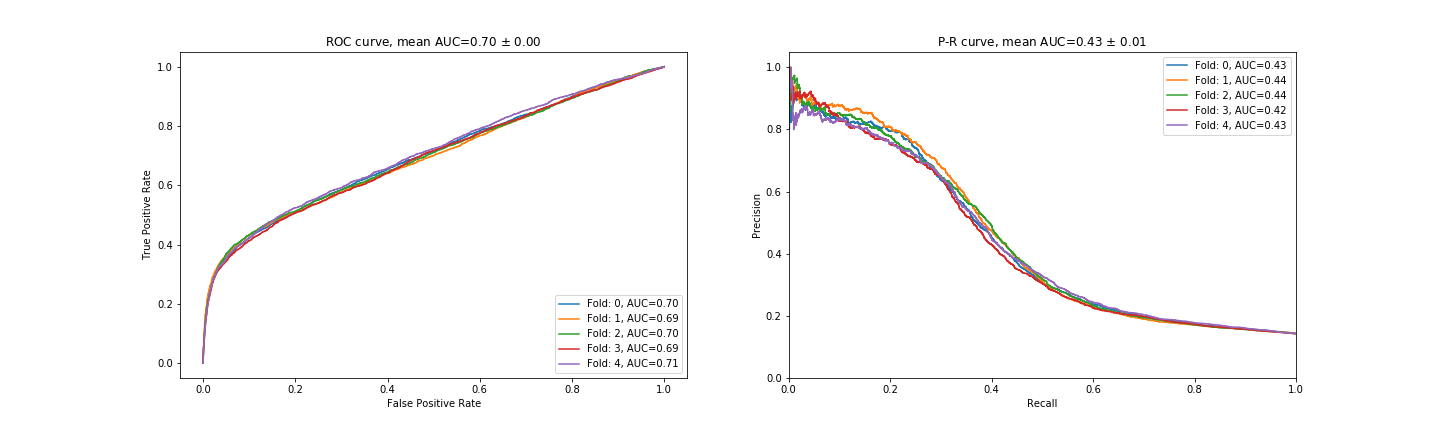 ROC curve, mean AUC=0.70 ± 0.00
True Positive Rate
1.0
0.8
0.6
0.4
0.2
0.0
Fold: 0, AUC=0.70
Fold: 1, AUC=0.69
Fold: 2, AUC=0.70
Fold: 3, AUC=0.69
Fold: 4, AUC=0.71
0.0 0.2 0.4 0.6 0.8 1.0
False Positive Rate
P-R curve, mean AUC=0.43 ± 0.01
Precision
1.0
0.8
0.6
0.4
0.2
0.0
Fold: 0, AUC=0.43
Fold: 1, AUC=0.44
Fold: 2, AUC=0.44
Fold: 3, AUC=0.42
Fold: 4, AUC=0.43
0.0 0.2 0.4 0.6 0.8 1.0
Recall